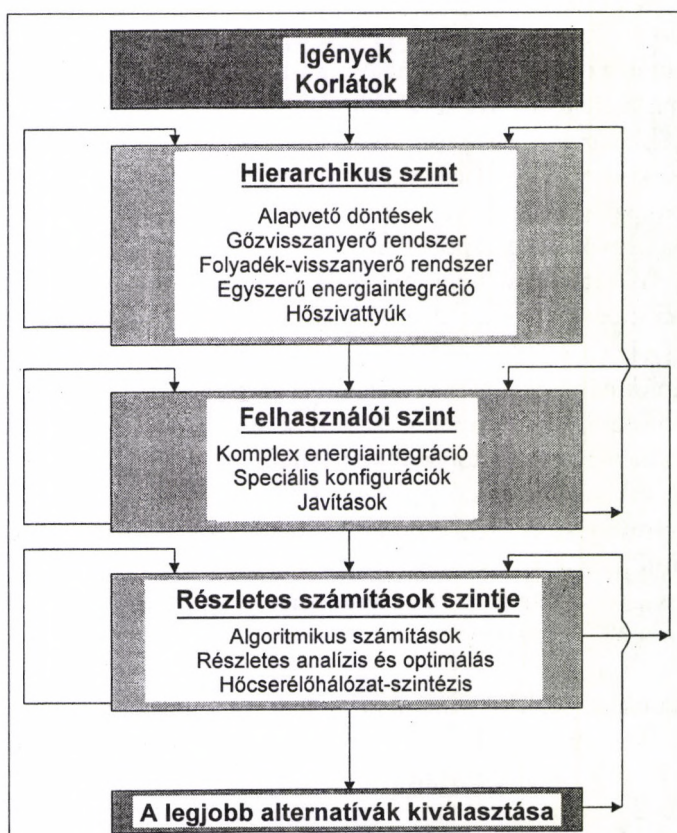 Igények
Korlátok
Hierarchikus szint
Alapvető döntések
Gőzvisszanyerő rendszer
Folyadék-visszanyerő rendszer
Egyszerű energiaintegráció
Hőszivattyúk
Felhasználói szint
Komplex energiaintegráció
Speciális konfigurációk
Javítások
Részletes számítások szintje
Algoritmikus számítások
Részletes analízis és optimálás
Hőcserélőhálózat-szintézis
A legjobb alternatívák kiválasztása